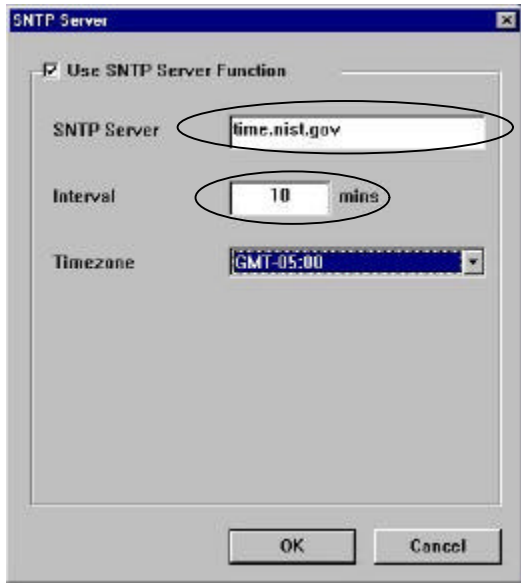 SNTP Server
Use SNTP Server Function
SNTP Server time.nist.gov
Interval 10 mins
Timezone GMT-05:00
OK Cancel